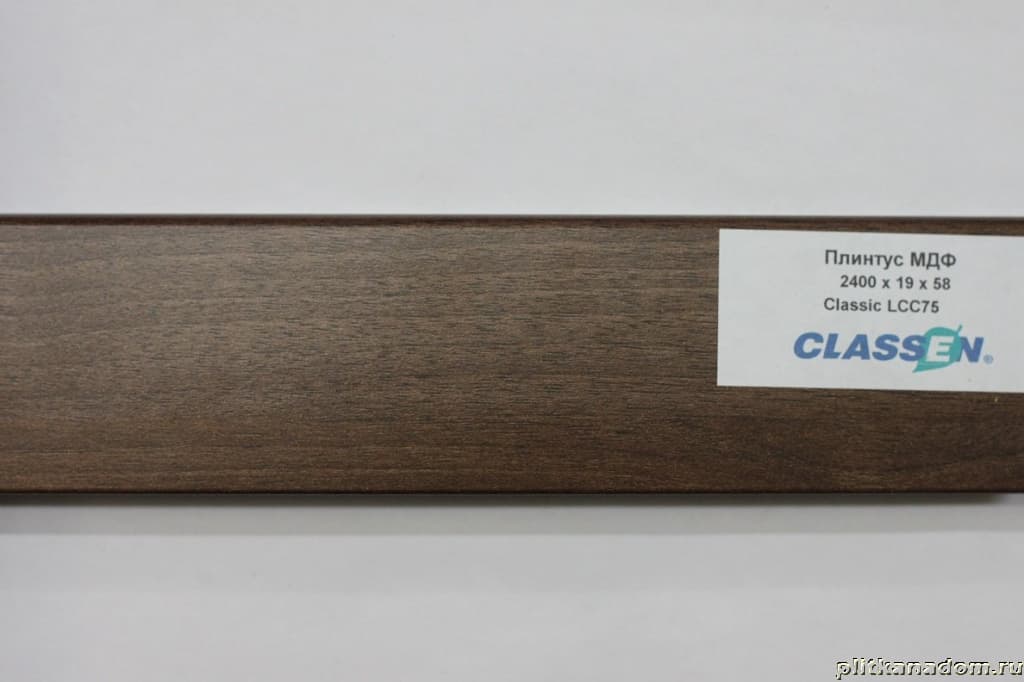 Плинтус МДФ
2400 x 19 x 58
Classic LCC75
CLASSEN®
plitkanadom.ru